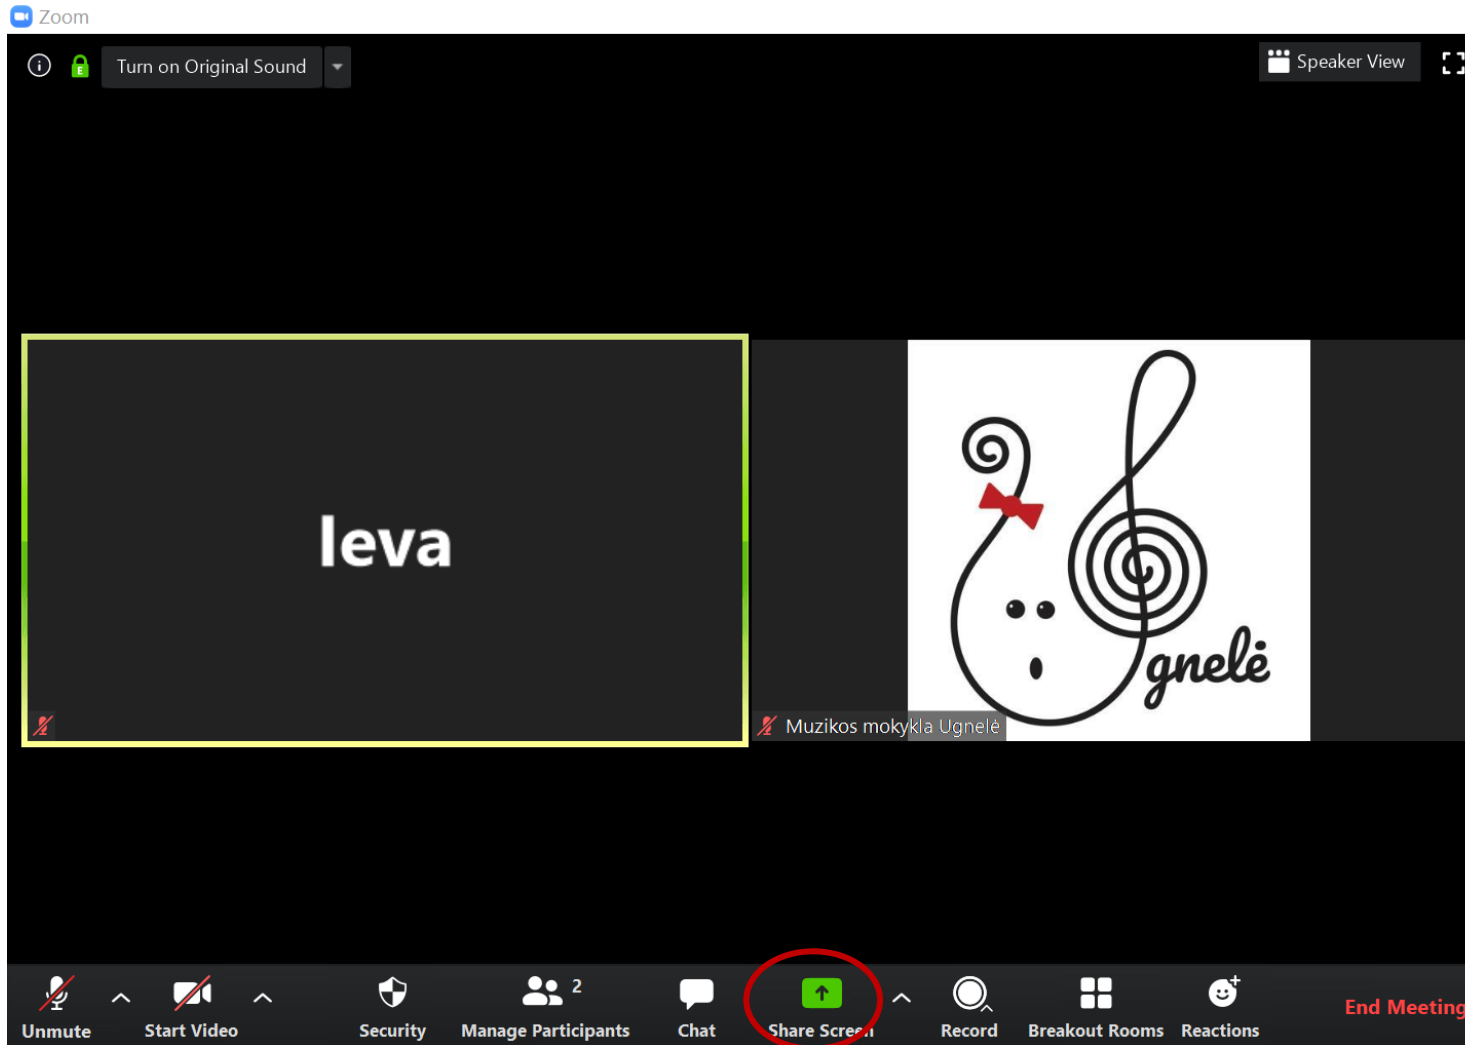 Zoom
Turn on Original Sound
Speaker View
Ieva
gnelė
Muzikos mokykla Ugnelė
2
Unmute
Start Video
Security
Manage Participants
Chat
Share Screen
Record
Breakout Rooms
Reactions
End Meeting